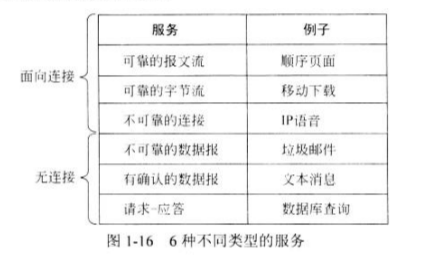 服务 例子
可靠的报文流 顺序页面
面向连接 可靠的字节流 移动下载
不可靠的连接 IP语音
不可靠的数据报 垃圾邮件
无连接 有确认的数据报 文本消息
请求-应答 数据库查询
图 1-16 6 种不同类型的服务